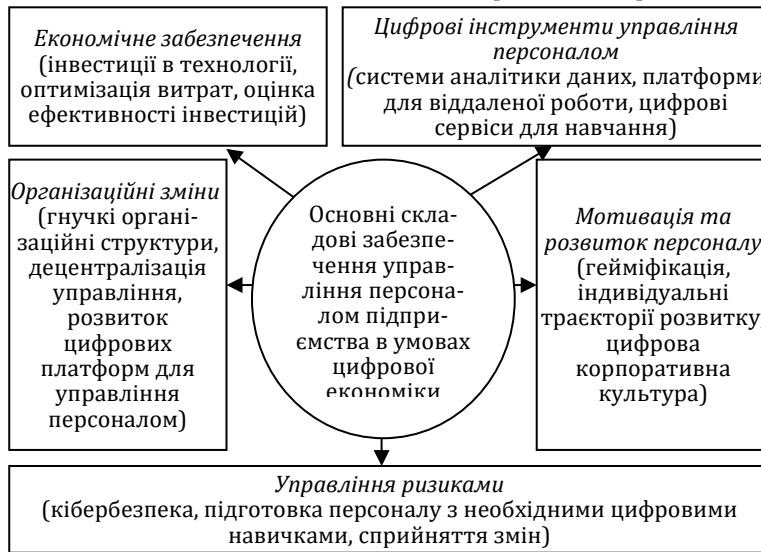 Економічне забезпечення
(інвестиції в технології,
оптимізація витрат, оцінка
ефективності інвестицій)
Цифрові інструменти управління
персоналом
(системи аналітики даних, платформи
для віддаленої роботи, цифрові
сервіси для навчання)
Організаційні зміни
(гнучкі органі-
заційні структури,
децентралізація
управління,
розвиток
цифрових
платформ для
управління
персоналом)
Основні скла-
дові забезпе-
чення управ-
ління персона-
лом підпри-
ємства в умовах
цифрової
економіки
Мотивація та
розвиток персоналу
(гейміфікація,
індивідуальні
траєкторії розвитку,
цифрова
корпоративна
культура)
Управління ризиками
(кібербезпека, підготовка персоналу з необхідними цифровими
навичками, сприйняття змін)